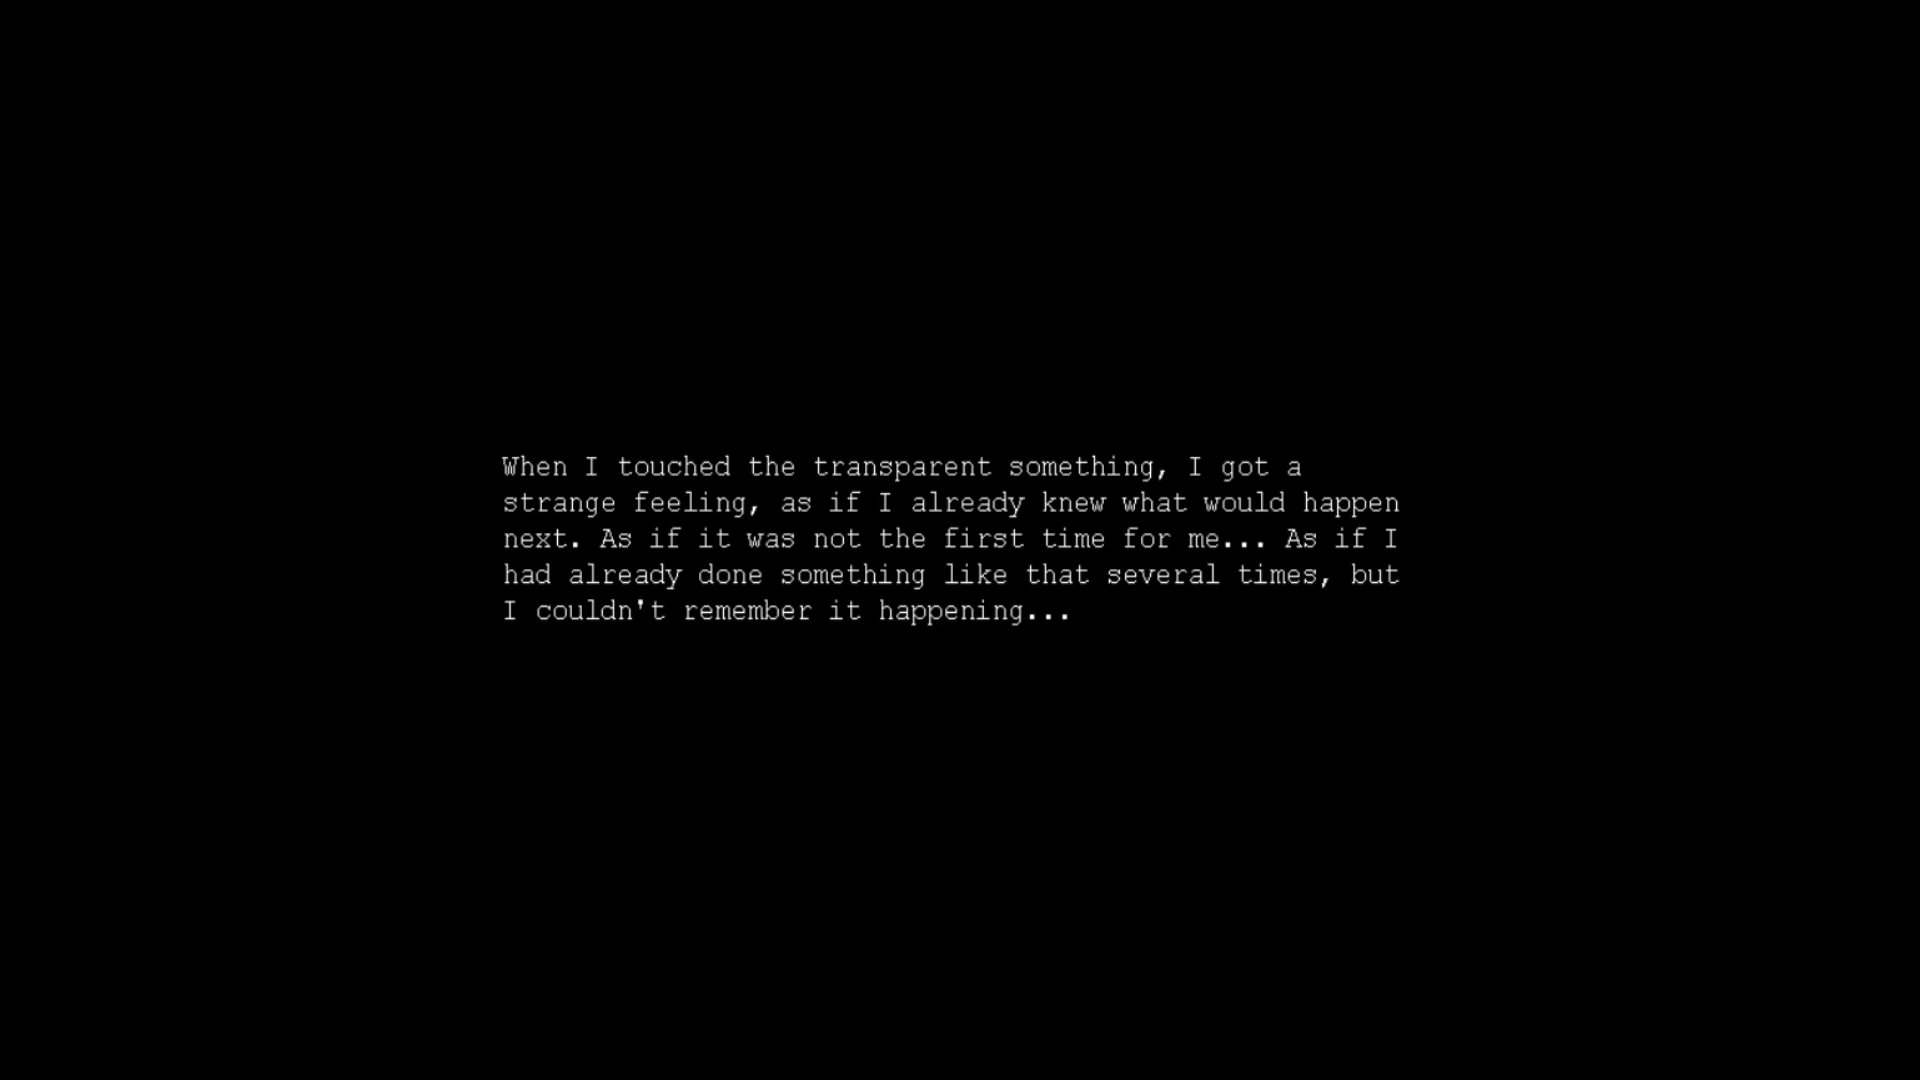 When I touched the transparent something, I got a
strange feeling, as if I already knew what would happen
next. As if it was not the first time for me... As if I
had already done something like that several times, but
I couldn't remember it happening...